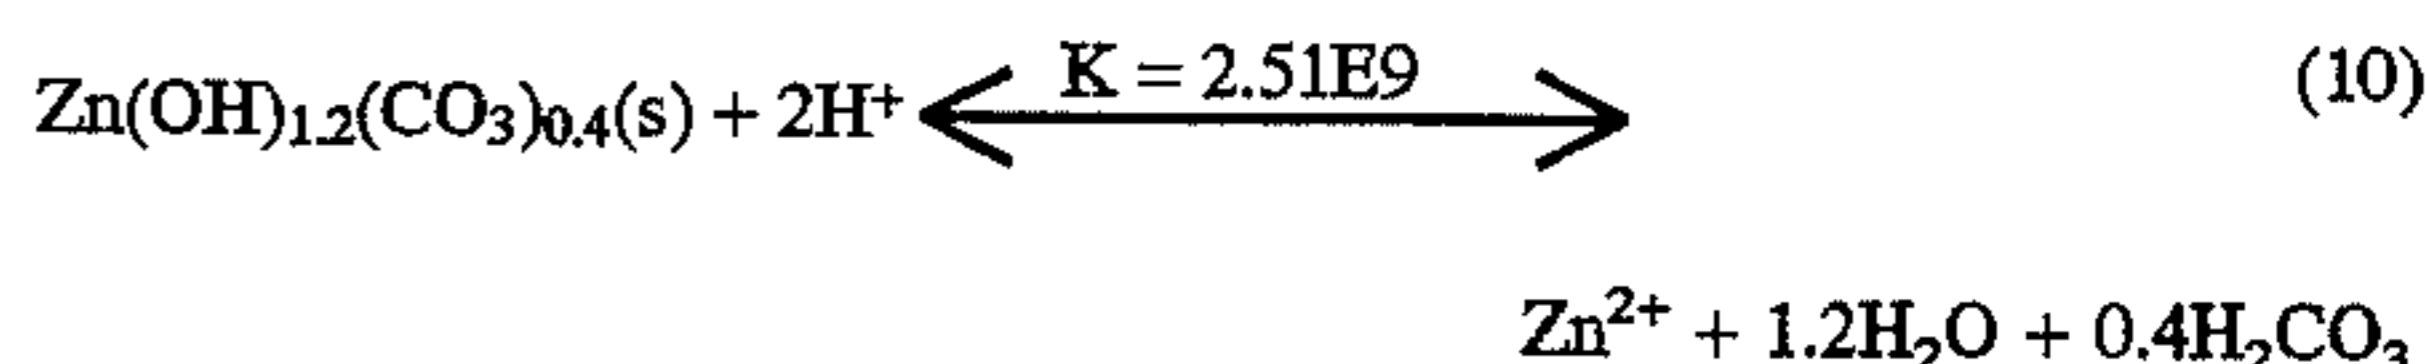 Zn(OH)₁.₂(CO₃)₀.₄(s) + 2H⁺ ⟷ K = 2.51E9 (10)
Zn²⁺ + 1.2H₂O + 0.4H₂CO₃